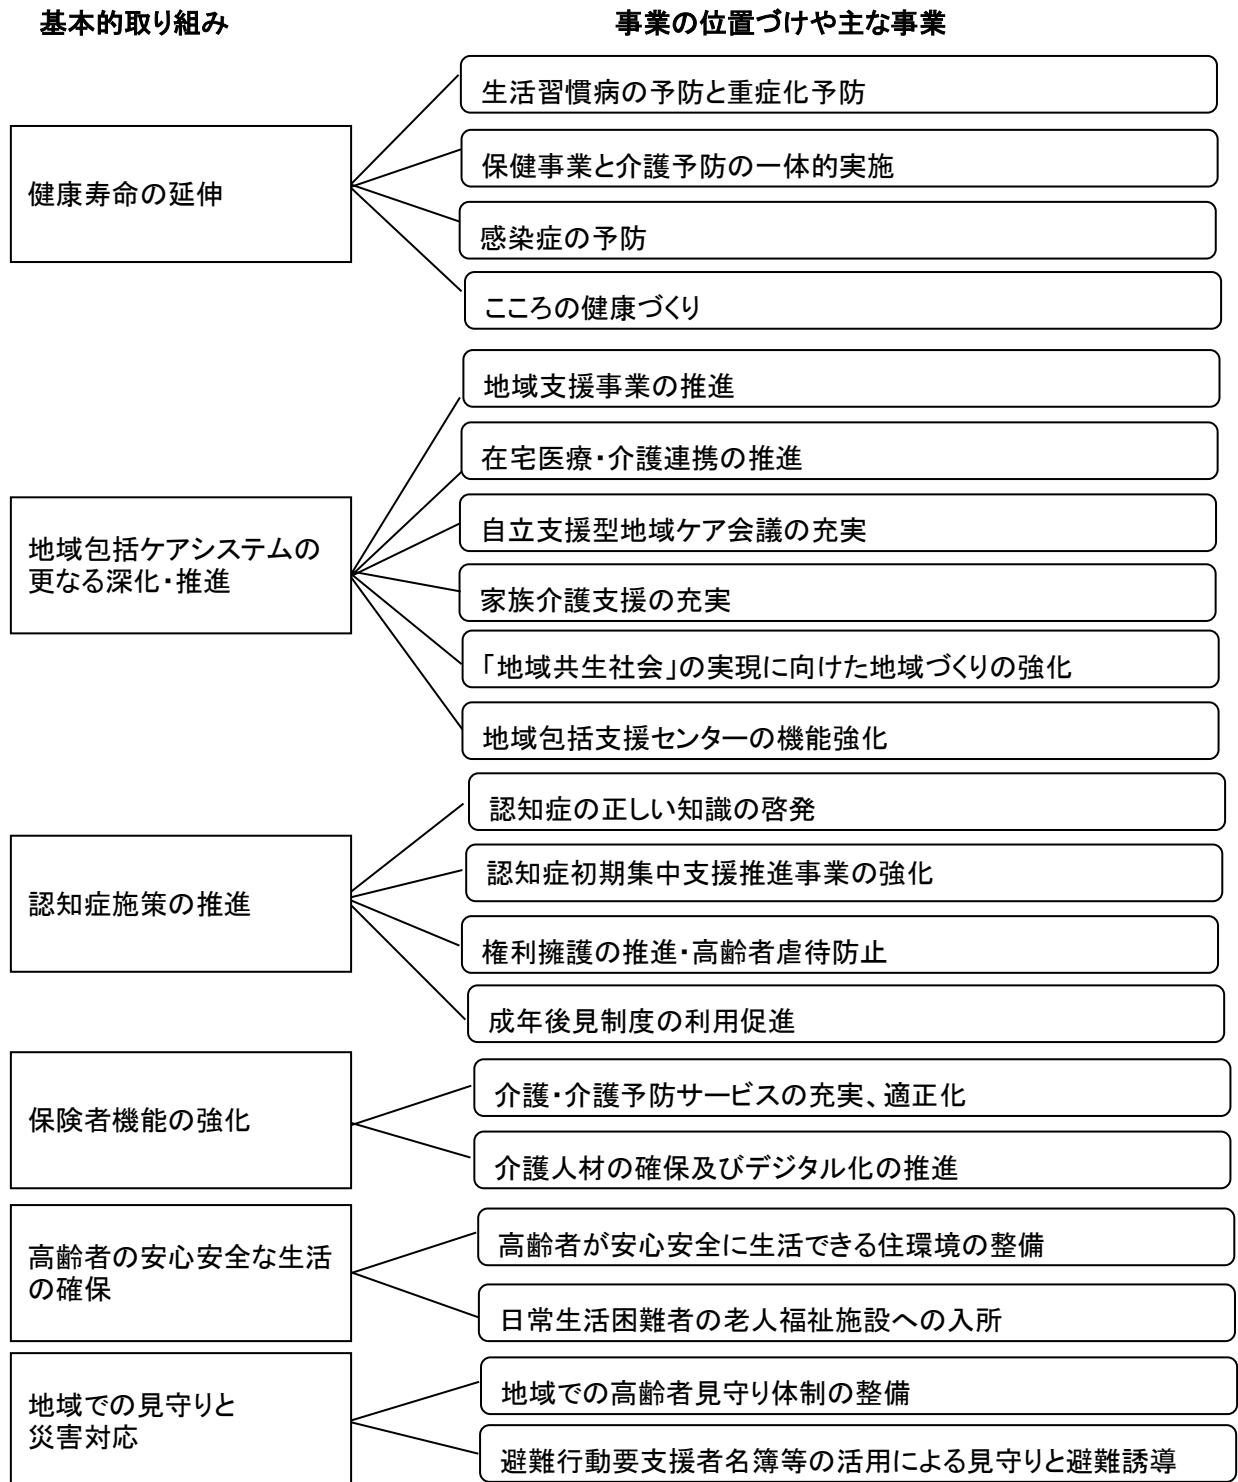 基本的取り組み
事業の位置づけや主な事業
健康寿命の延伸
生活習慣病の予防と重症化予防
保健事業と介護予防の一体的実施
感染症の予防
こころの健康づくり
地域包括ケアシステムの
更なる深化・推進
地域支援事業の推進
在宅医療・介護連携の推進
自立支援型地域ケア会議の充実
家族介護支援の充実
「地域共生社会」の実現に向けた地域づくりの強化
地域包括支援センターの機能強化
認知症施策の推進
認知症の正しい知識の啓発
認知症初期集中支援推進事業の強化
権利擁護の推進・高齢者虐待防止
成年後見制度の利用促進
保険者機能の強化
介護・介護予防サービスの充実、適正化
介護人材の確保及びデジタル化の推進
高齢者の安心安全な生活
の確保
高齢者が安心安全に生活できる住環境の整備
日常生活困難者の老人福祉施設への入所
地域での見守りと
災害対応
地域での高齢者見守り体制の整備
避難行動要支援者名簿等の活用による見守りと避難誘導